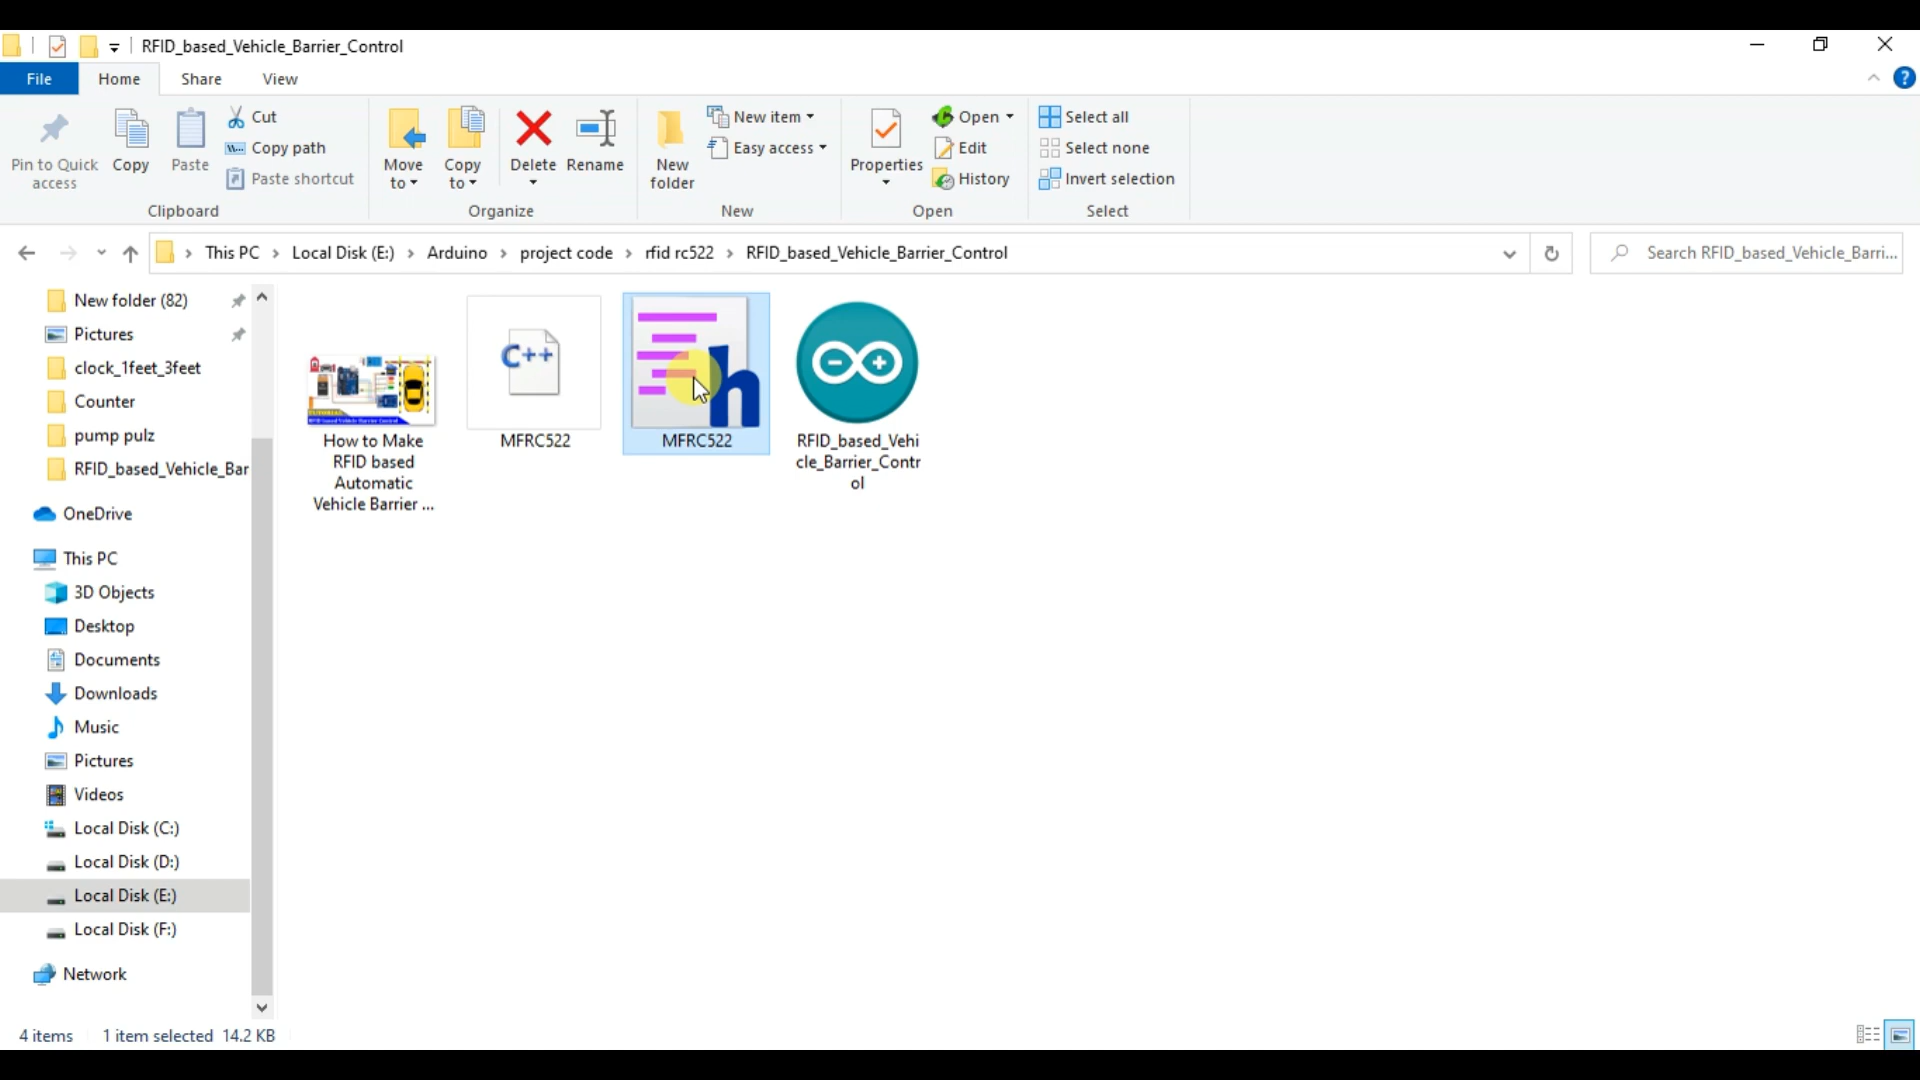 RFID_based_Vehicle_Barrier_Control
File Home Share View
Pin to Quick access
Copy
Paste
Cut
Copy path
Paste shortcut
Move to
Copy to
Delete
Rename
New folder
New item
Easy access
Properties
Open
Edit
History
Select all
Select none
Invert selection
Clipboard Organize New Open Select
This PC Local Disk (E:) Arduino project code rfid rc522 RFID_based_Vehicle_Barrier_Control
Search RFID_based_Vehicle_Barri...
New folder (82)
Pictures
clock_1feet_3feet
Counter
pump pulz
RFID_based_Vehicle_Bar
OneDrive
This PC
3D Objects
Desktop
Documents
Downloads
Music
Pictures
Videos
Local Disk (C:)
Local Disk (D:)
Local Disk (E:)
Local Disk (F:)
Network
How to Make
RFID based
Automatic
Vehicle Barrier ...
C++
MFRC522
h
MFRC522
RFID_based_Vehi
cle_Barrier_Contr
ol
4 items 1 item selected 14.2 KB